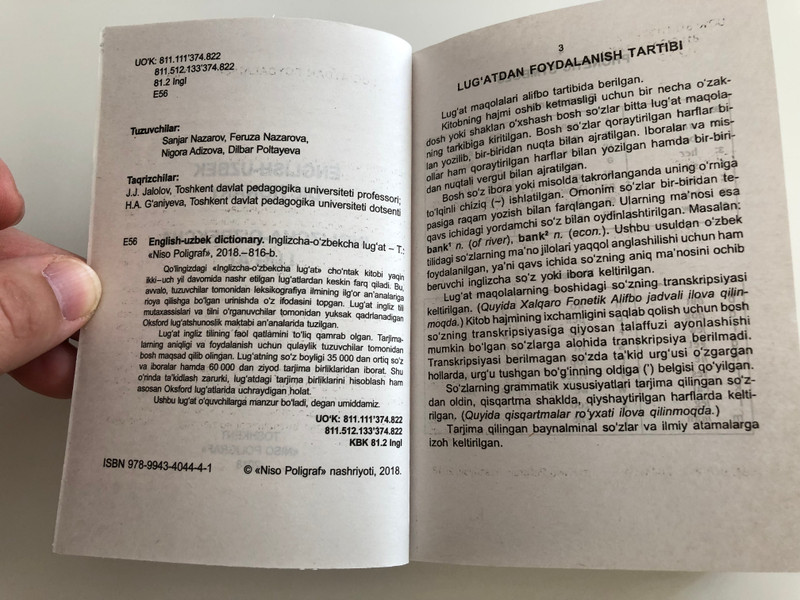 UO‘K: 811.111’374.822
811.512.133’374.822
81.2 Ingl
E56
Tuzuvchilar:
Sanjar Nazarov, Feruza Nazarova,
Nigora Adizova, Dilbar Poltayeva
Taqrizchilar:
J.J. Jalolov, Toshkent davlat pedagogika universiteti professori;
H.A. G‘aniyeva, Toshkent davlat pedagogika universiteti dotsenti
E56 English-uzbek dictionary. Inglizcha-o‘zbekcha lug‘at – T.:
«Niso Poligraf», 2018.–816-b.
Qo‘lingizdagi «Inglizcha-o‘zbekcha lug‘at» cho‘ntak kitobi yaqin
ikki–uch yil davomida nashr etilgan lug‘atlardan keskin farq qiladi. Bu,
avvalo, tuzuvchilar tomonidan leksikografiya ilmining ilg‘or an’analariga
rioya qilishga bo‘lgan urinishda o‘z ifodasini topgan. Lug‘at ingliz tili
mutaxassislari va tilni o‘rganuvchilar tomonidan yuksak qadrlanadigan
Oksford lug‘atshunoslik maktabi an’analarida tuzilgan.
Lug‘at ingliz tilining faol qatlamini to‘liq qamrab olgan. Tarjima-
larning aniqligi va foydalanish uchun qulaylik tuzuvchilar tomonidan
bosh maqsad qilib olingan. Lug‘atning so‘z boyligi 35 000 dan ortiq so‘z
va iboralar hamda 60 000 dan ziyod tarjima birliklaridan iborat. Shu
o‘rinda ta’kidlash zarurki, lug‘atdagi tarjima birliklarini hisoblash ham
asosan Oksford lug‘atlarida uchraydigan holat.
Ushbu lug‘at o‘quvchilarga manzur bo‘ladi, degan umiddamiz.
UO‘K: 811.111’374.822
811.512.133’374.822
KBK 81.2 Ingl
ISBN 978-9943-4044-4-1
© «Niso Poligraf» nashriyoti, 2018.
3
LUG‘ATDAN FOYDALANISH TARTIBI
Lug‘at maqolalari alifbo tartibida berilgan.
Kitobning hajmi oshib ketmasligi uchun bir necha o‘zak-
dosh yoki shaklan o‘xshash bosh so‘zlar bitta lug‘at maqola-
ning tarkibiga kiritilgan. Bosh so‘zlar qoraytirilgan harflar bi-
lan yozilib, bir-biridan nuqta bilan ajratilgan. Iboralar va mis-
ollar ham qoraytirilgan harflar bilan yozilgan hamda bir-biri-
dan nuqtali vergul bilan ajratilgan.
Bosh so‘z ibora yoki misolda takrorlanganda uning o‘rniga
to‘lqinli chiziq (~) ishlatilgan. Omonim so‘zlar bir-biridan te-
pasiga raqam yozish bilan farqlangan. Ularning ma’nosi esa
qavs ichidagi yordamchi so‘z bilan oydinlashtirilgan. Masalan:
bank¹ n. (of river), bank² n. (econ.). Ushbu usuldan o‘zbek
tilidagi so‘zlarning ma’no jilolari yaqqol anglashilishi uchun ham
foydalanilgan, ya’ni qavs ichida so‘zning aniq ma’nosini ochib
beruvchi inglizcha so‘z yoki ibora keltirilgan.
Lug‘at maqolalarning boshidagi so‘zning transkripsiyasi
keltirilgan. (Quyida Xalqaro Fonetik Alifbo jadvali ilova qilin-
moqda.) Kitob hajmining ixchamligini saqlab qolish uchun bosh
so‘zning transkripsiyasiga qiyosan talaffuzi ayonlashishi
mumkin bo‘lgan so‘zlarga alohida transkripsiya berilmadi.
Transkripsiyasi berilmagan so‘zda ta’kid urg‘usi o‘zgargan
hollarda, urg‘u tushgan bo‘g‘inning oldiga (’) belgisi qo‘yilgan.
So‘zlarning grammatik xususiyatlari tarjima qilingan so‘z-
dan oldin, qisqartma shaklda, qiyshaytirilgan harflarda kelti-
rilgan. (Quyida qisqartmalar ro‘yxati ilova qilinmoqda.)
Tarjima qilingan baynalminal so‘zlar va ilmiy atamalarga
izoh keltirilgan.